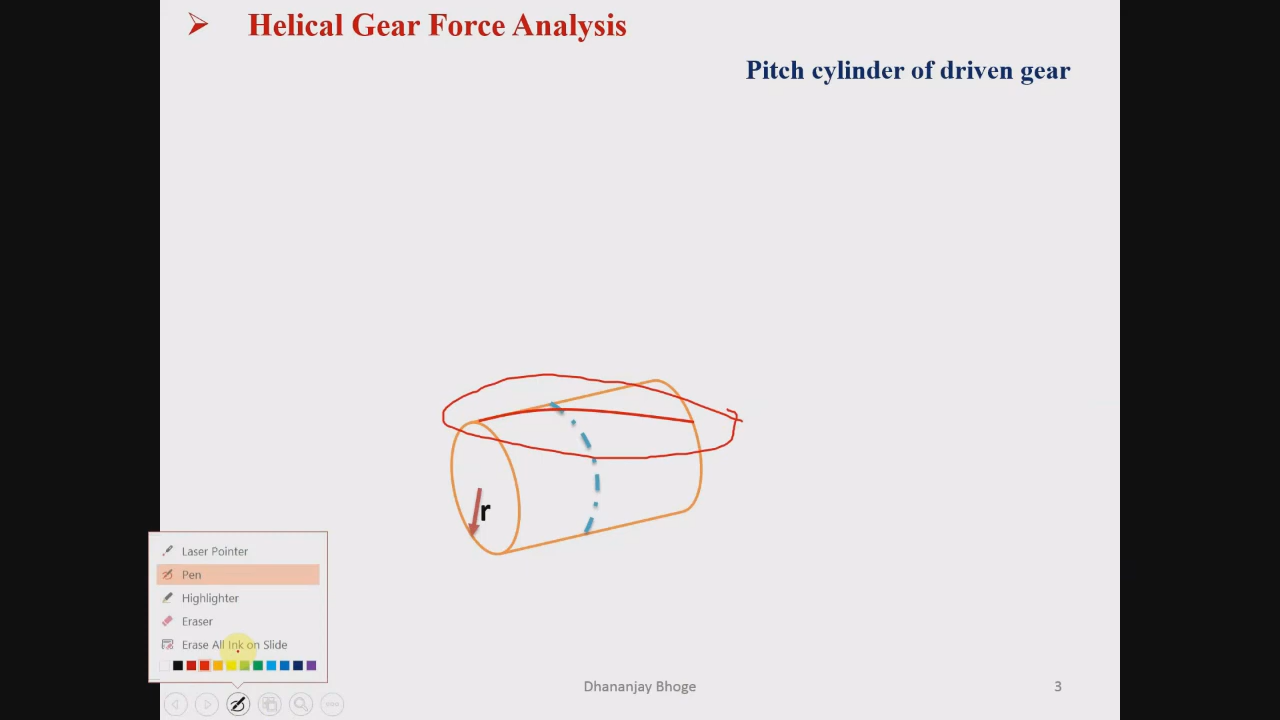 Helical Gear Force Analysis
Pitch cylinder of driven gear
r
Laser Pointer
Pen
Highlighter
Eraser
Erase All Ink on Slide
Dhananjay Bhoge
3